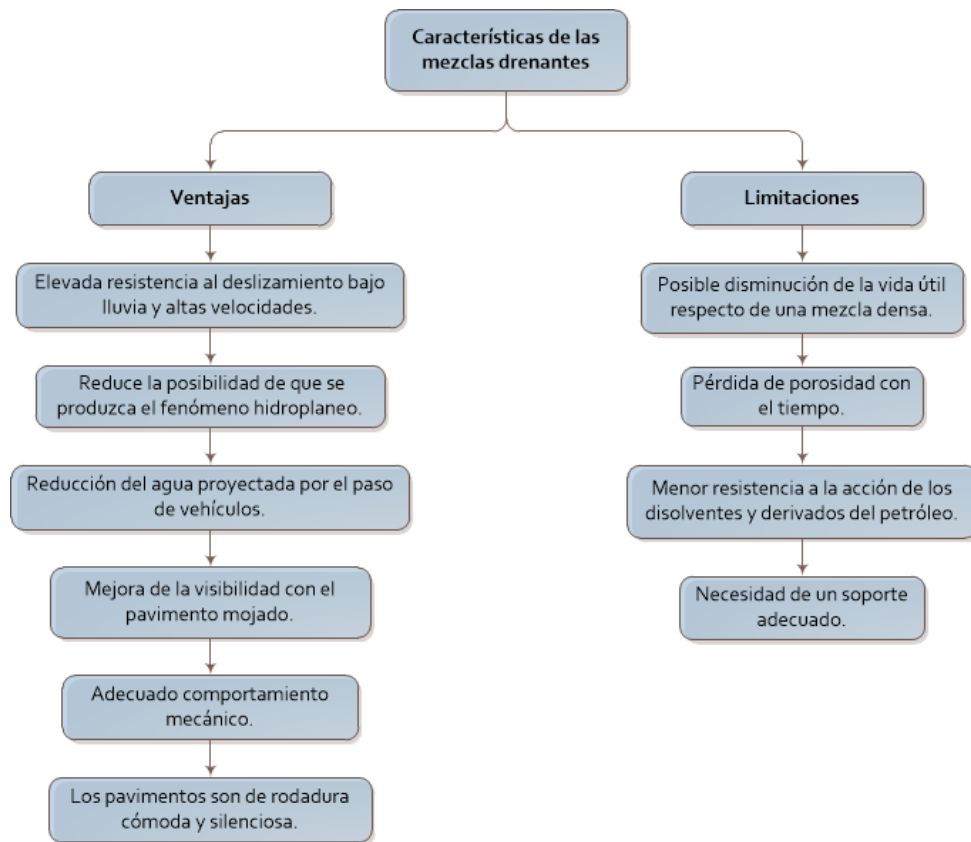 Características de las
mezclas drenantes
Ventajas
Elevada resistencia al deslizamiento bajo
lluvia y altas velocidades.
Reduce la posibilidad de que se
produzca el fenómeno hidroplaneo.
Reducción del agua proyectada por el paso
de vehículos.
Mejora de la visibilidad con el
pavimento mojado.
Adecuado comportamiento
mecánico.
Los pavimentos son de rodadura
cómoda y silenciosa.
Limitaciones
Posible disminución de la vida útil
respecto de una mezcla densa.
Pérdida de porosidad con
el tiempo.
Menor resistencia a la acción de los
disolventes y derivados del petróleo.
Necesidad de un soporte
adecuado.